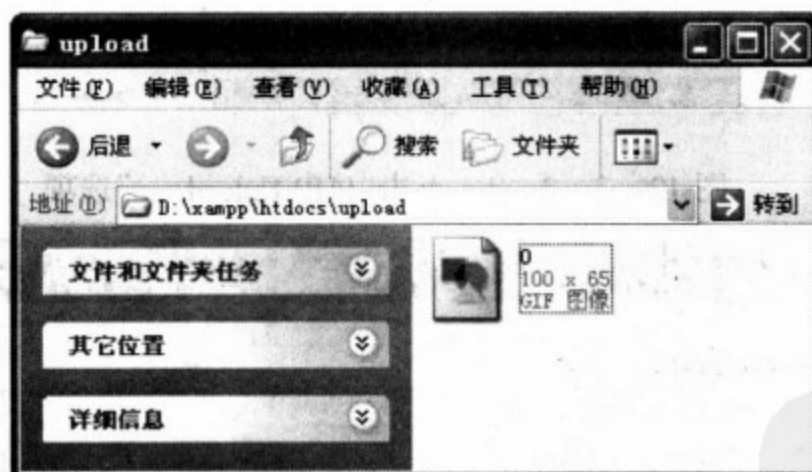 upload
文件(F) 编辑(E) 查看(V) 收藏(A) 工具(T) 帮助(H)
后退 搜索 文件夹
地址(D) D:\xampp\htdocs\upload 转到
文件和文件夹任务
其它位置
详细信息
0
100 x 65
GIF 图像